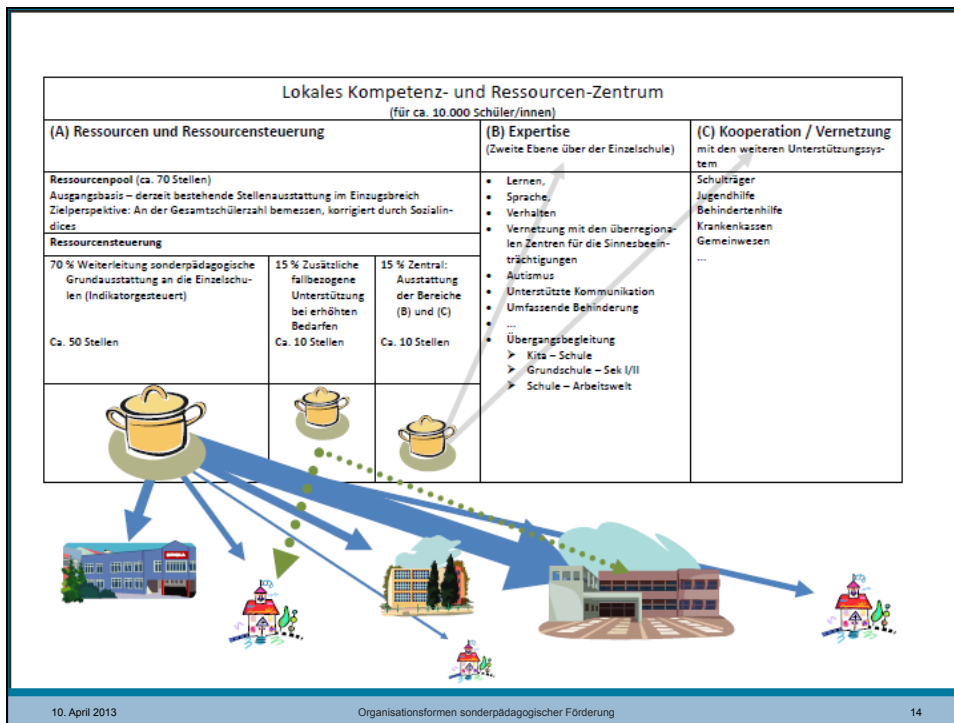 Lokales Kompetenz- und Ressourcen-Zentrum
(für ca. 10.000 Schüler/innen)
(A) Ressourcen und Ressourcensteuerung
(B) Expertise
(Zweite Ebene über der Einzelschule)
(C) Kooperation / Vernetzung
mit den weiteren Unterstützungssys-
tem
Ressourcenpool (ca. 70 Stellen)
Ausgangsbasis – derzeit bestehende Stellenausstattung im Einzugsbreich
Zielperspektive: An der Gesamtschülerzahl bemessen, korrigiert durch Sozialin-
dices
Ressourcensteuerung
70 % Weiterleitung sonderpädagogische
Grundausstattung an die Einzelschu-
len (Indikatorgesteuert)
Ca. 50 Stellen
15 % Zusätzliche
fallbezogene
Unterstützung
bei erhöhten
Bedarfen
Ca. 10 Stellen
15 % Zentral:
Ausstattung
der Bereiche
(B) und (C)
Ca. 10 Stellen
• Lernen,
• Sprache,
• Verhalten
• Vernetzung mit den überregiona-
len Zentren für die Sinnesbeein-
trächtigungen
• Autismus
• Unterstützte Kommunikation
• Umfassende Behinderung
• ...
• Übergangsbegleitung
➢ Kita – Schule
➢ Grundschule – Sek I/II
➢ Schule – Arbeitswelt
Schulträger
Jugendhilfe
Behindertenhilfe
Krankenkassen
Gemeinwesen
...
10. April 2013
Organisationsformen sonderpädagogischer Förderung
14